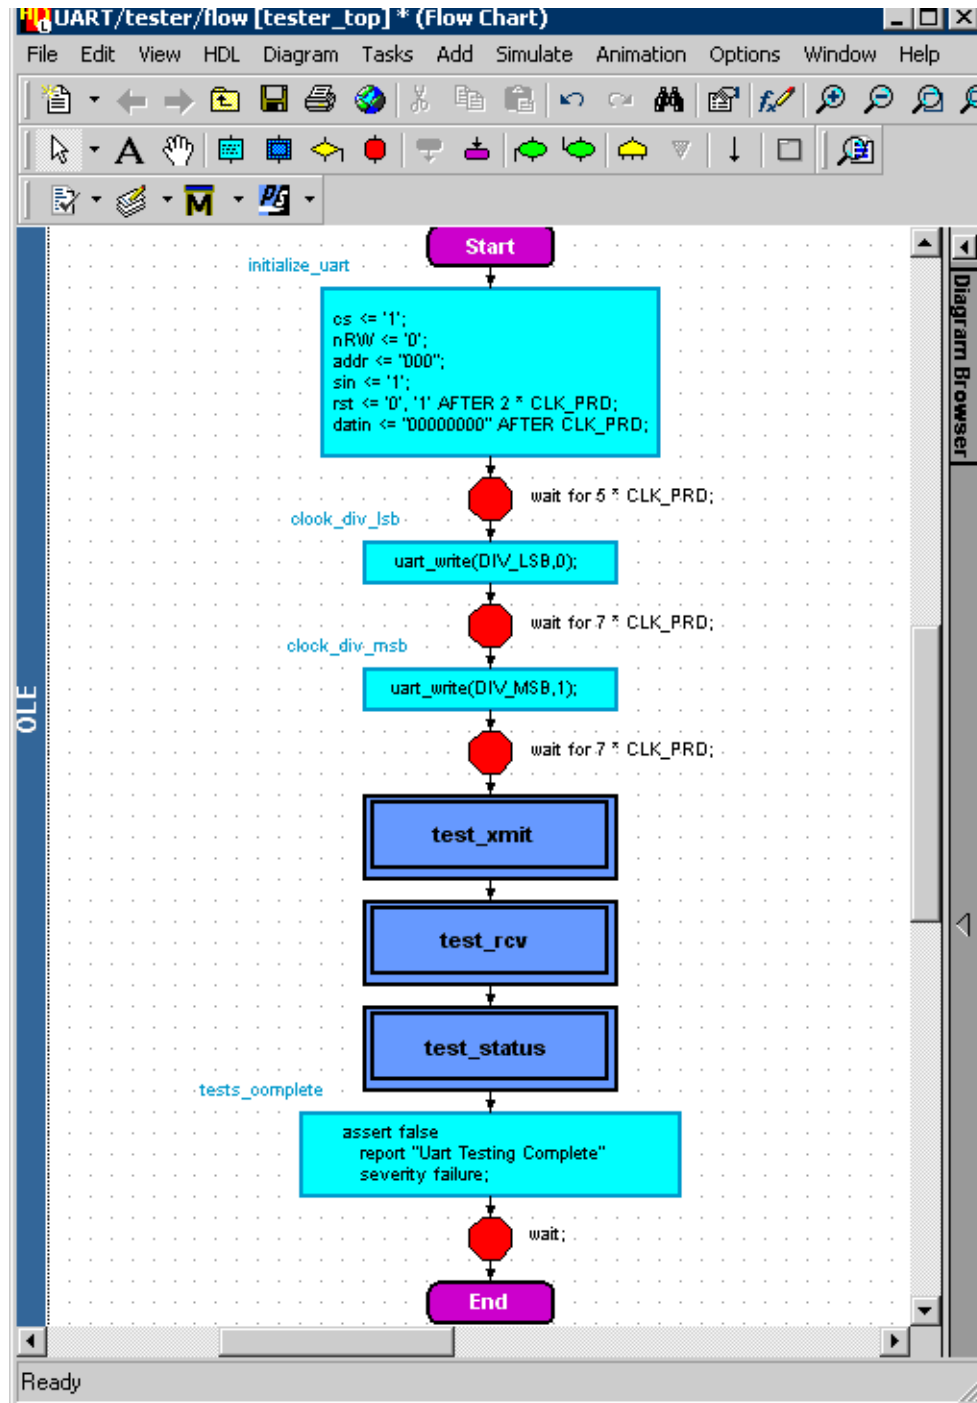 UART/tester/flow [tester_top] * (Flow Chart)
File Edit View HDL Diagram Tasks Add Simulate Animation Options Window Help
Start
initialize_uart
cs <= '1';
nRW <= '0';
addr <= "000";
sin <= '1';
rst <= '0', '1' AFTER 2 * CLK_PRD;
datin <= "00000000" AFTER CLK_PRD;
wait for 5 * CLK_PRD;
clock_div_lsb
uart_write(DIV_LSB,0);
wait for 7 * CLK_PRD;
clock_div_msb
uart_write(DIV_MSB,1);
wait for 7 * CLK_PRD;
test_xmit
test_rcv
test_status
tests_complete
assert false
report "Uart Testing Complete"
severity failure;
wait;
End
OLE
Diagram Browser
Ready